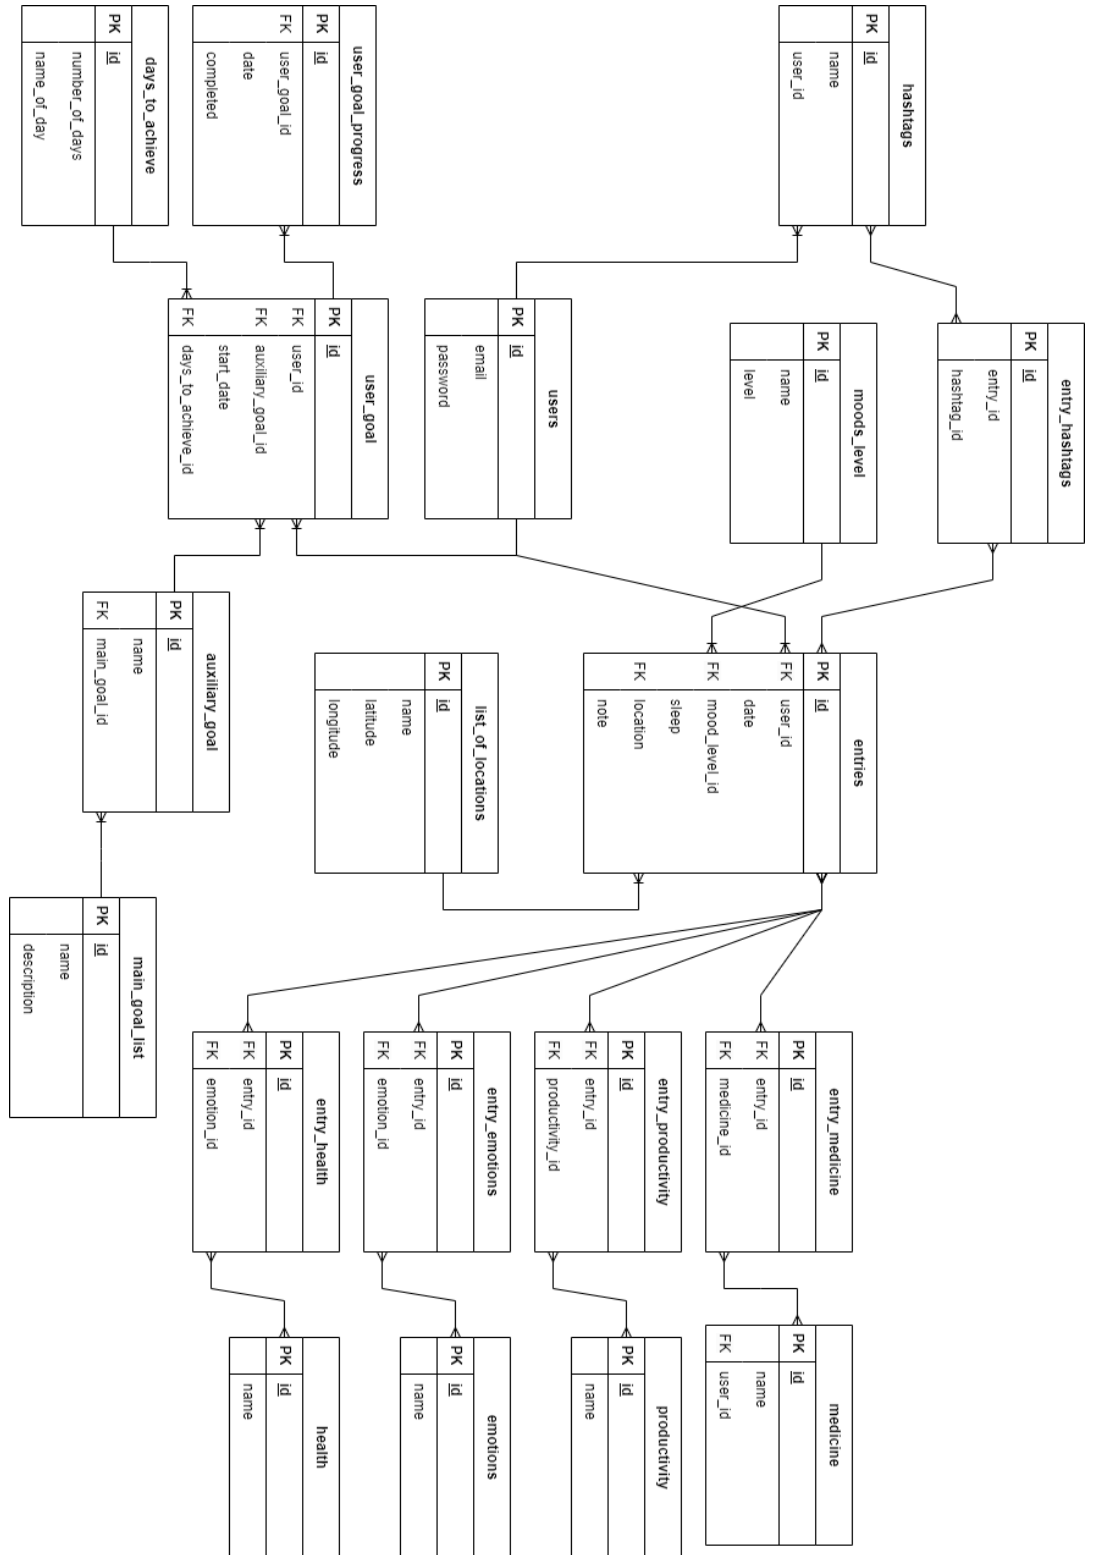 entry_hashtags
PK id
entry_id
hashtag_id
hashtags
PK id
name
user_id
moods_level
PK id
name
level
entries
PK id
FK user_id
date
FK mood_level_id
sleep
FK location
note
entry_medicine
PK id
FK entry_id
FK medicine_id
medicine
PK id
name
FK user_id
entry_productivity
PK id
FK entry_id
FK productivity_id
productivity
PK id
name
users
PK id
email
password
list_of_locations
PK id
name
latitude
longitude
entry_emotions
PK id
FK entry_id
FK emotion_id
emotions
PK id
name
user_goal_progress
PK id
FK user_goal_id
date
completed
user_goal
PK id
FK user_id
FK auxiliary_goal_id
start_date
FK days_to_achieve_id
entry_health
PK id
FK entry_id
FK emotion_id
health
PK id
name
auxiliary_goal
PK id
name
FK main_goal_id
days_to_achieve
PK id
number_of_days
name_of_day
main_goal_list
PK id
name
description